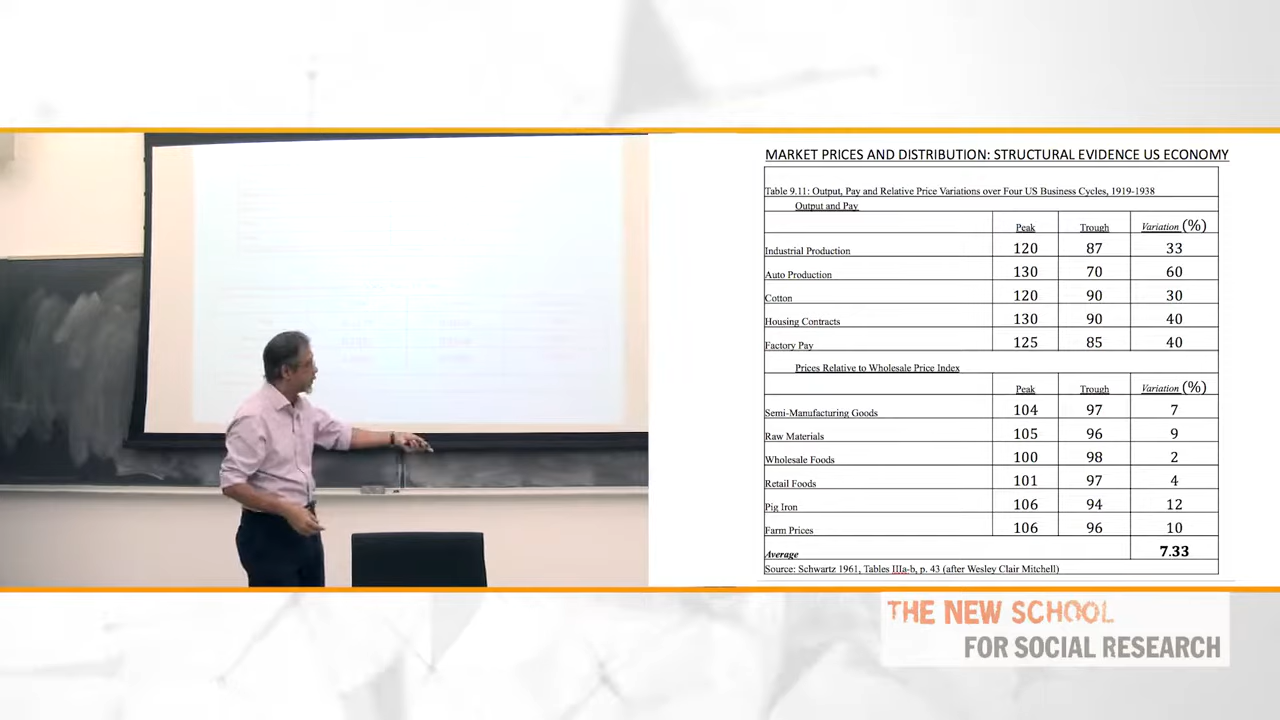 MARKET PRICES AND DISTRIBUTION: STRUCTURAL EVIDENCE US ECONOMY
Table 9.11: Output, Pay and Relative Price Variations over Four US Business Cycles, 1919-1938
Output and Pay
Peak Trough Variation (%)
Industrial Production 120 87 33
Auto Production 130 70 60
Cotton 120 90 30
Housing Contracts 130 90 40
Factory Pay 125 85 40
Prices Relative to Wholesale Price Index
Peak Trough Variation (%)
Semi-Manufacturing Goods 104 97 7
Raw Materials 105 96 9
Wholesale Foods 100 98 2
Retail Foods 101 97 4
Pig Iron 106 94 12
Farm Prices 106 96 10
Average 7.33
Source: Schwartz 1961, Tables IIIa-b, p. 43 (after Wesley Clair Mitchell)
THE NEW SCHOOL
FOR SOCIAL RESEARCH